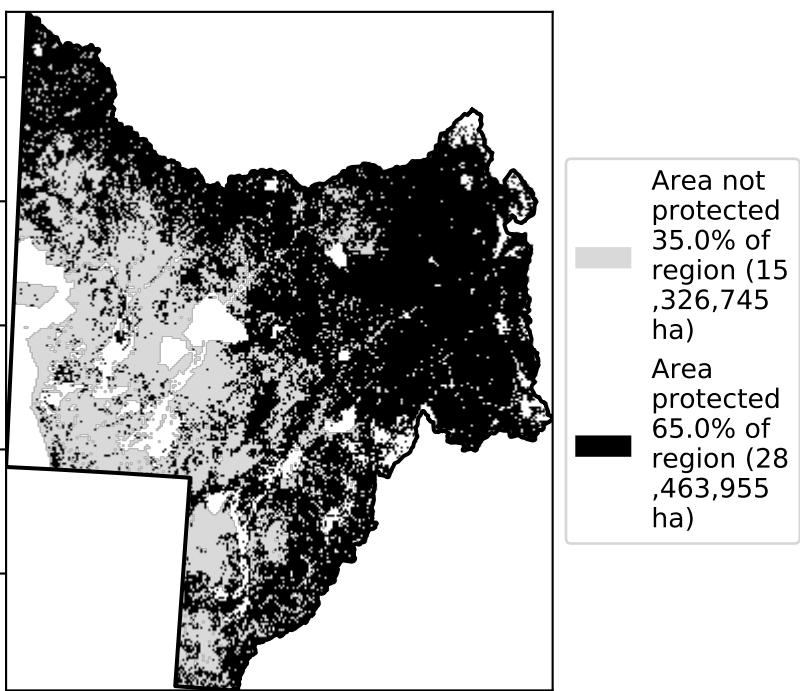 Area not
protected
35.0% of
region (15
,326,745
ha)
Area
protected
65.0% of
region (28
,463,955
ha)